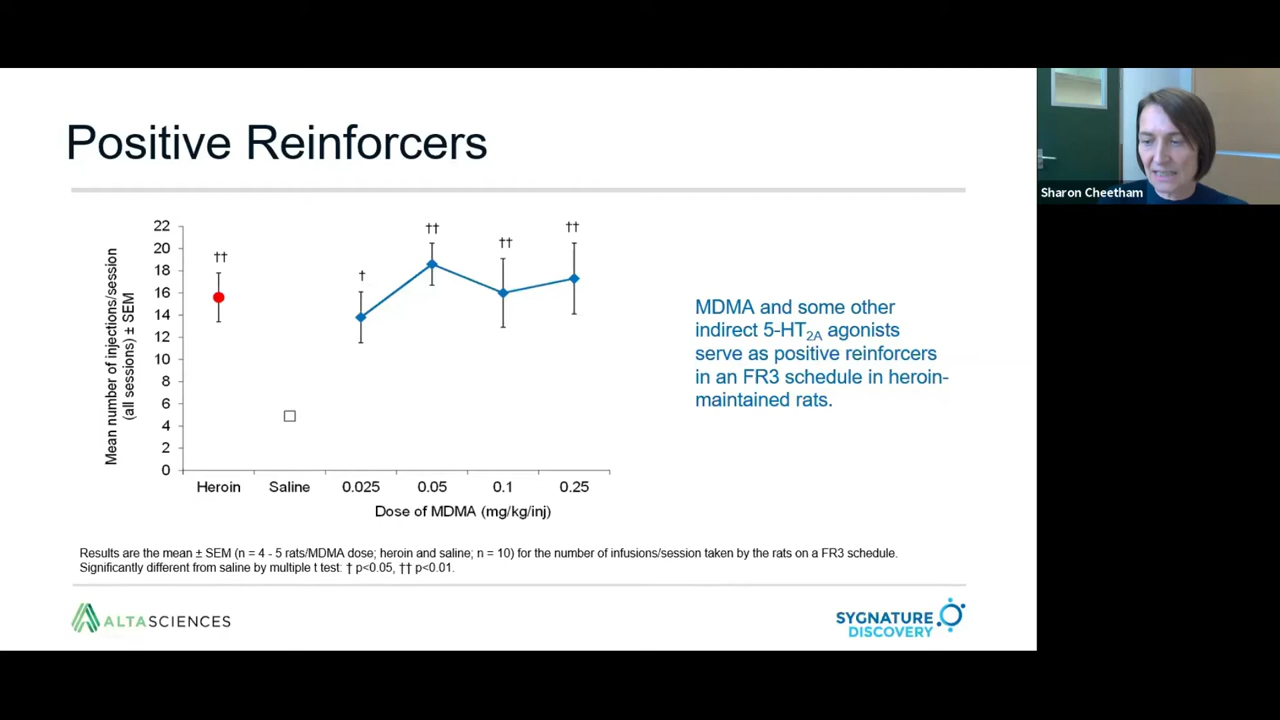 Positive Reinforcers
Sharon Cheetham
Mean number of injections/session
(all sessions) ± SEM
22
20
18
16
14
12
10
8
6
4
2
0
††
†
††
††
††
Heroin
Saline
0.025
0.05
0.1
0.25
Dose of MDMA (mg/kg/inj)
MDMA and some other
indirect 5-HT2A agonists
serve as positive reinforcers
in an FR3 schedule in heroin-
maintained rats.
Results are the mean ± SEM (n = 4 - 5 rats/MDMA dose; heroin and saline; n = 10) for the number of infusions/session taken by the rats on a FR3 schedule.
Significantly different from saline by multiple t test: † p<0.05, †† p<0.01.
ALTASCIENCES
SYGNATURE
DISCOVERY